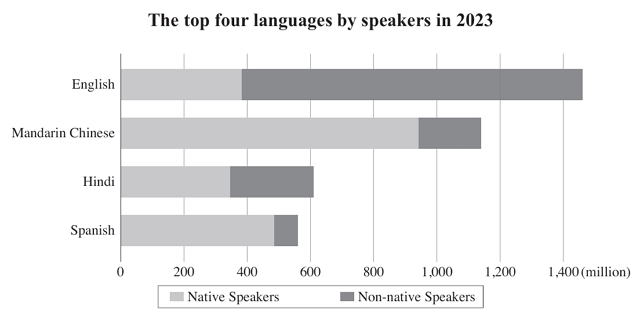 The top four languages by speakers in 2023
English
Mandarin Chinese
Hindi
Spanish
0 200 400 600 800 1,000 1,200 1,400 (million)
Native Speakers Non-native Speakers